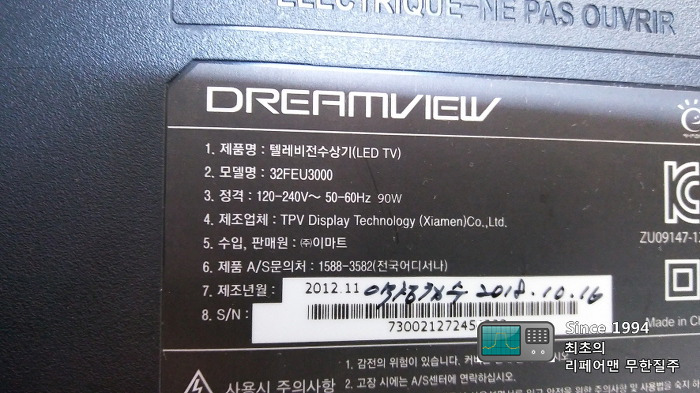 ELECTRIQUE-NE PAS OUVRIR
DREAMVIEW
1. 제품명 : 텔레비전수상기(LED TV)
2. 모델명 : 32FEU3000
3. 정격 : 120-240V~ 50-60Hz 90W
4. 제조업체 : TPV Display Technology (Xiamen)Co.,Ltd.
5. 수입, 판매원 : ㈜이마트
6. 제품 A/S문의처 : 1588-3582(전국어디서나)
7. 제조년월 : 2012.11 2018.10.16
8. S/N :
ZU09147-1
Made in
Since 1994
최초의
리페어맨 무한질주
1. 감전의 위험이 있습니다.
사용시 주의사항
2. 고장 시에는 A/S센터에 연락하십시오.